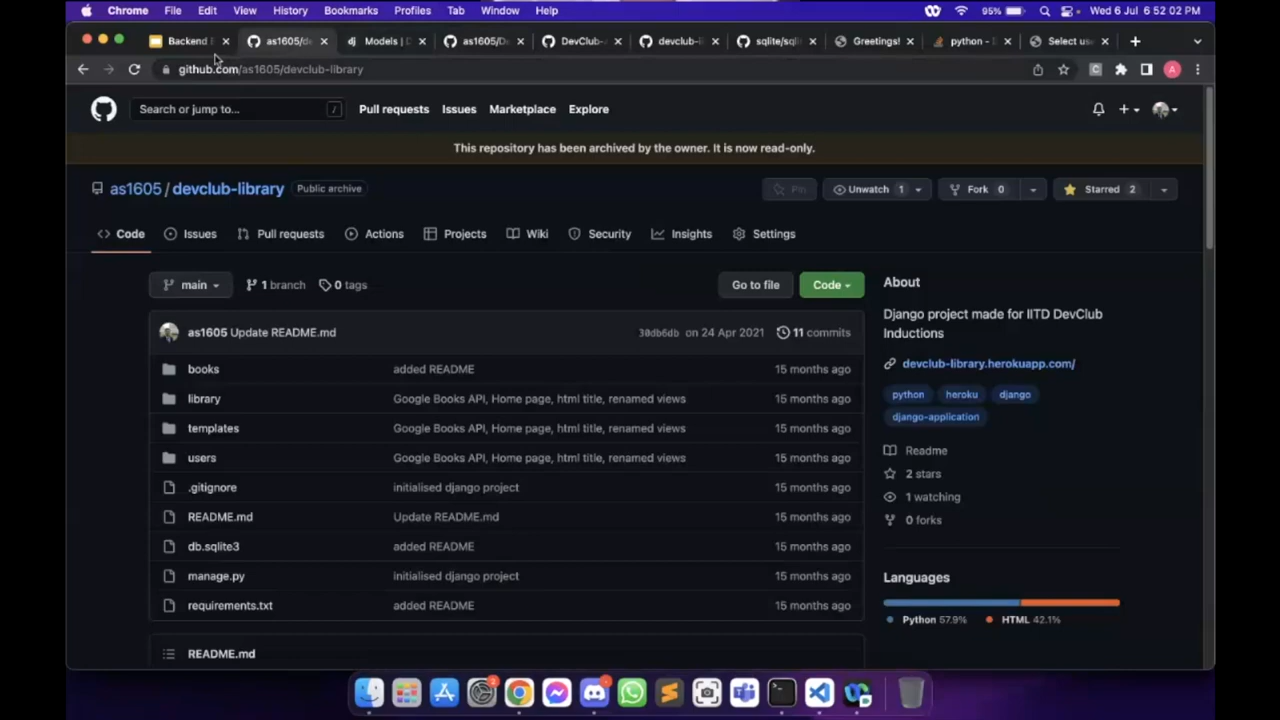 Chrome File Edit View History Bookmarks Profiles Tab Window Help 95% Wed 6 Jul 6 52 02 PM
Backend as1605/de Models | D as1605/D DevClub- devclub- sqlite/sql Greetings! python - Select us
github.com/as1605/devclub-library
A
Search or jump to... / Pull requests Issues Marketplace Explore
This repository has been archived by the owner. It is now read-only.
as1605 / devclub-library Public archive Pin Unwatch 1 Fork 0 Starred 2
Code Issues Pull requests Actions Projects Wiki Security Insights Settings
main 1 branch 0 tags Go to file Code
About
Django project made for IITD DevClub
Inductions
devclub-library.herokuapp.com/
python heroku django
django-application
Readme
2 stars
1 watching
0 forks
Languages
Python 57.9% HTML 42.1%
as1605 Update README.md 30db6db on 24 Apr 2021 11 commits
books added README 15 months ago
library Google Books API, Home page, html title, renamed views 15 months ago
templates Google Books API, Home page, html title, renamed views 15 months ago
users Google Books API, Home page, html title, renamed views 15 months ago
.gitignore initialised django project 15 months ago
README.md Update README.md 15 months ago
db.sqlite3 added README 15 months ago
manage.py initialised django project 15 months ago
requirements.txt added README 15 months ago
README.md